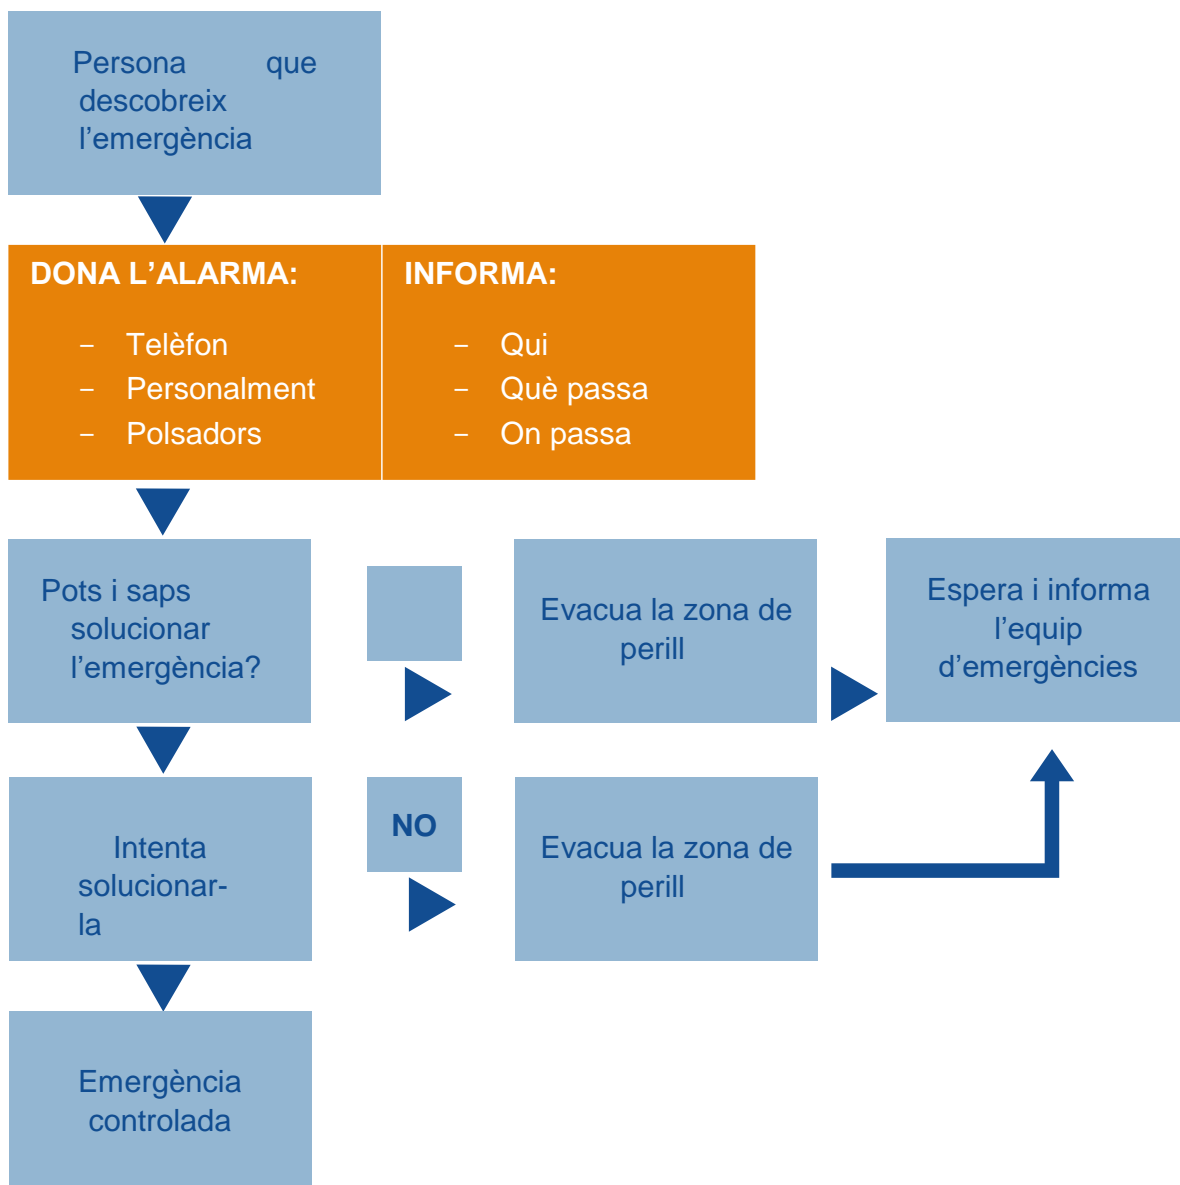 Persona que
descobreix
l’emergència
DONA L’ALARMA:
− Telèfon
− Personalment
− Polsadors
INFORMA:
− Qui
− Què passa
− On passa
Pots i saps
solucionar
l’emergència?
Evacua la zona de
perill
Espera i informa
l’equip
d’emergències
Intenta
solucionar-
la
NO
Evacua la zona de
perill
Emergència
controlada